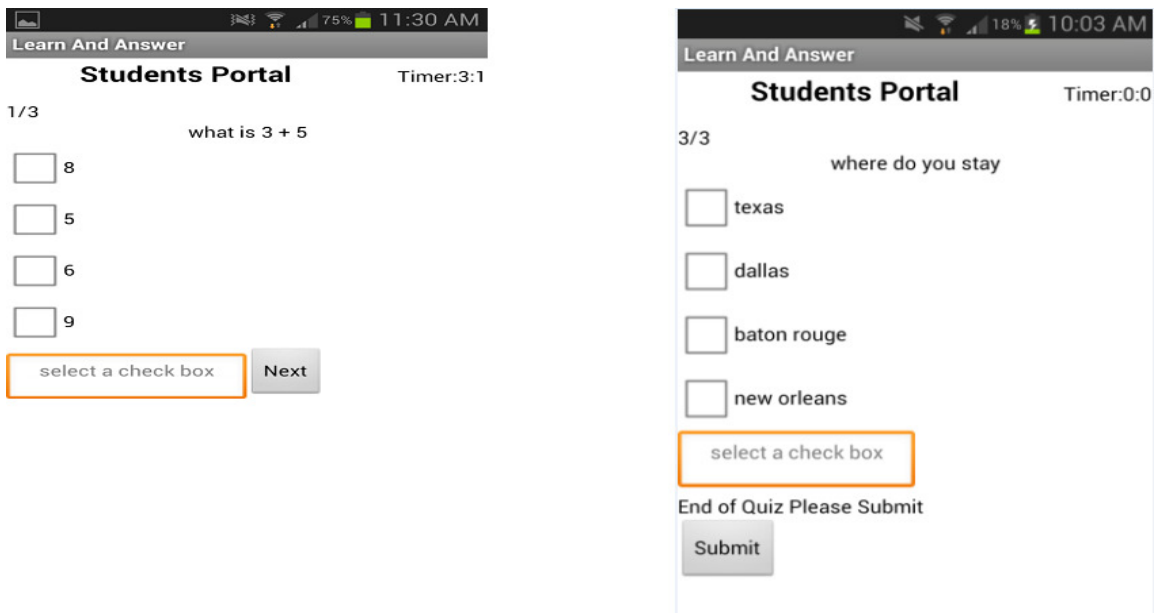 75% 11:30 AM
Learn And Answer
Students Portal Timer:3:1
1/3
what is 3 + 5
8
5
6
9
select a check box Next
18% 10:03 AM
Learn And Answer
Students Portal Timer:0:0
3/3
where do you stay
texas
dallas
baton rouge
new orleans
select a check box
End of Quiz Please Submit
Submit